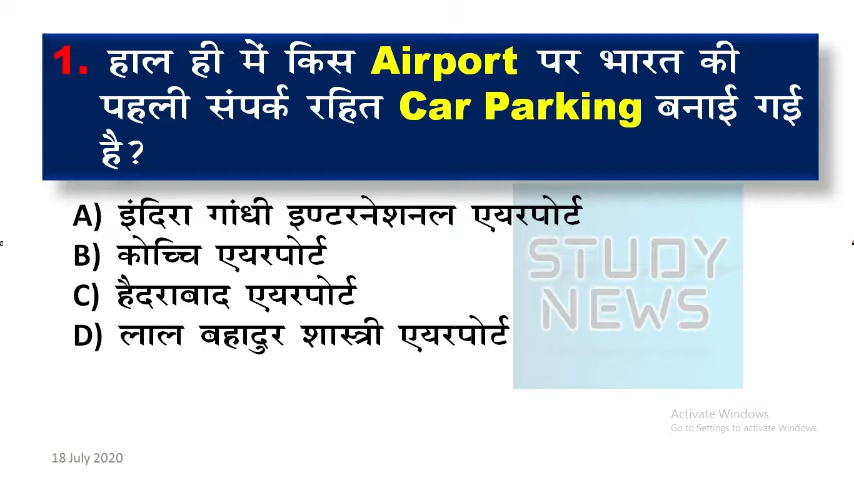 1. हाल ही में किस Airport पर भारत की
पहली संपर्क रहित Car Parking बनाई गई
है?
A) इंदिरा गांधी इण्टरनेशनल एयरपोर्ट
B) कोच्चि एयरपोर्ट
C) हैदराबाद एयरपोर्ट
D) लाल बहादुर शास्त्री एयरपोर्ट
STUDY
NEWS
Activate Windows
Go to Settings to activate Windows.
18 July 2020